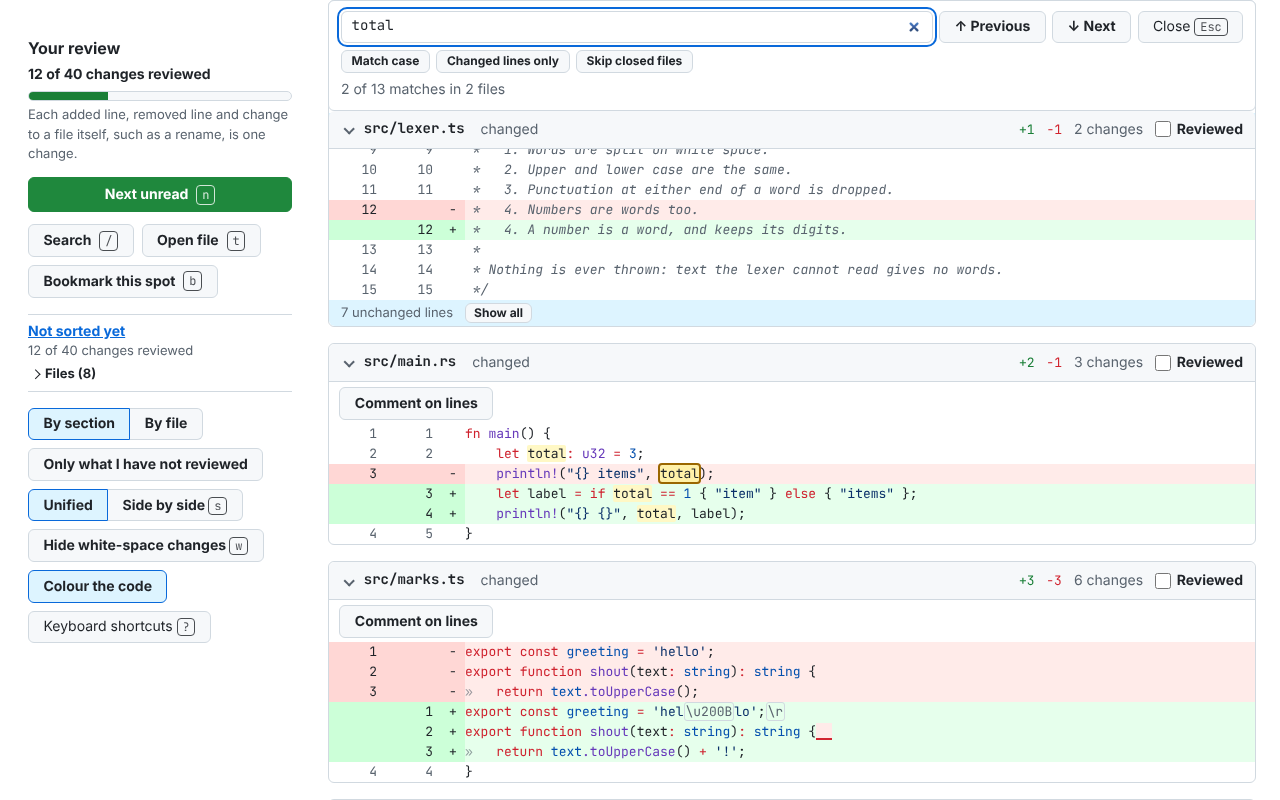 Your review
12 of 40 changes reviewed
Each added line, removed line and change
to a file itself, such as a rename, is one
change.
Next unread n
Search /
Open file t
Bookmark this spot b
Not sorted yet
12 of 40 changes reviewed
Files (8)
By section
By file
Only what I have not reviewed
Unified
Side by side s
Hide white-space changes w
Colour the code
Keyboard shortcuts ?
total
↑ Previous
↓ Next
Close Esc
Match case
Changed lines only
Skip closed files
2 of 13 matches in 2 files
src/lexer.ts changed +1 -1 2 changes Reviewed
9 9 *   1. Words are split on white space.
10 10 *   2. Upper and lower case are the same.
11 11 *   3. Punctuation at either end of a word is dropped.
12 - *   4. Numbers are words too.
12 + *   4. A number is a word, and keeps its digits.
13 13 *
14 14 * Nothing is ever thrown: text the lexer cannot read gives no words.
15 15 */
7 unchanged lines Show all
src/main.rs changed +2 -1 3 changes Reviewed
Comment on lines
1 1 fn main() {
2 2     let total: u32 = 3;
3 -     println!("{} items", total);
3 +     let label = if total == 1 { "item" } else { "items" };
4 +     println!("{} {}", total, label);
4 5 }
src/marks.ts changed +3 -3 6 changes Reviewed
Comment on lines
1 - export const greeting = 'hello';
2 - export function shout(text: string): string {
3 - »   return text.toUpperCase();
1 + export const greeting = 'hel\u200Blo';\r
2 + export function shout(text: string): string {
3 + »   return text.toUpperCase() + '!';
4 4 }